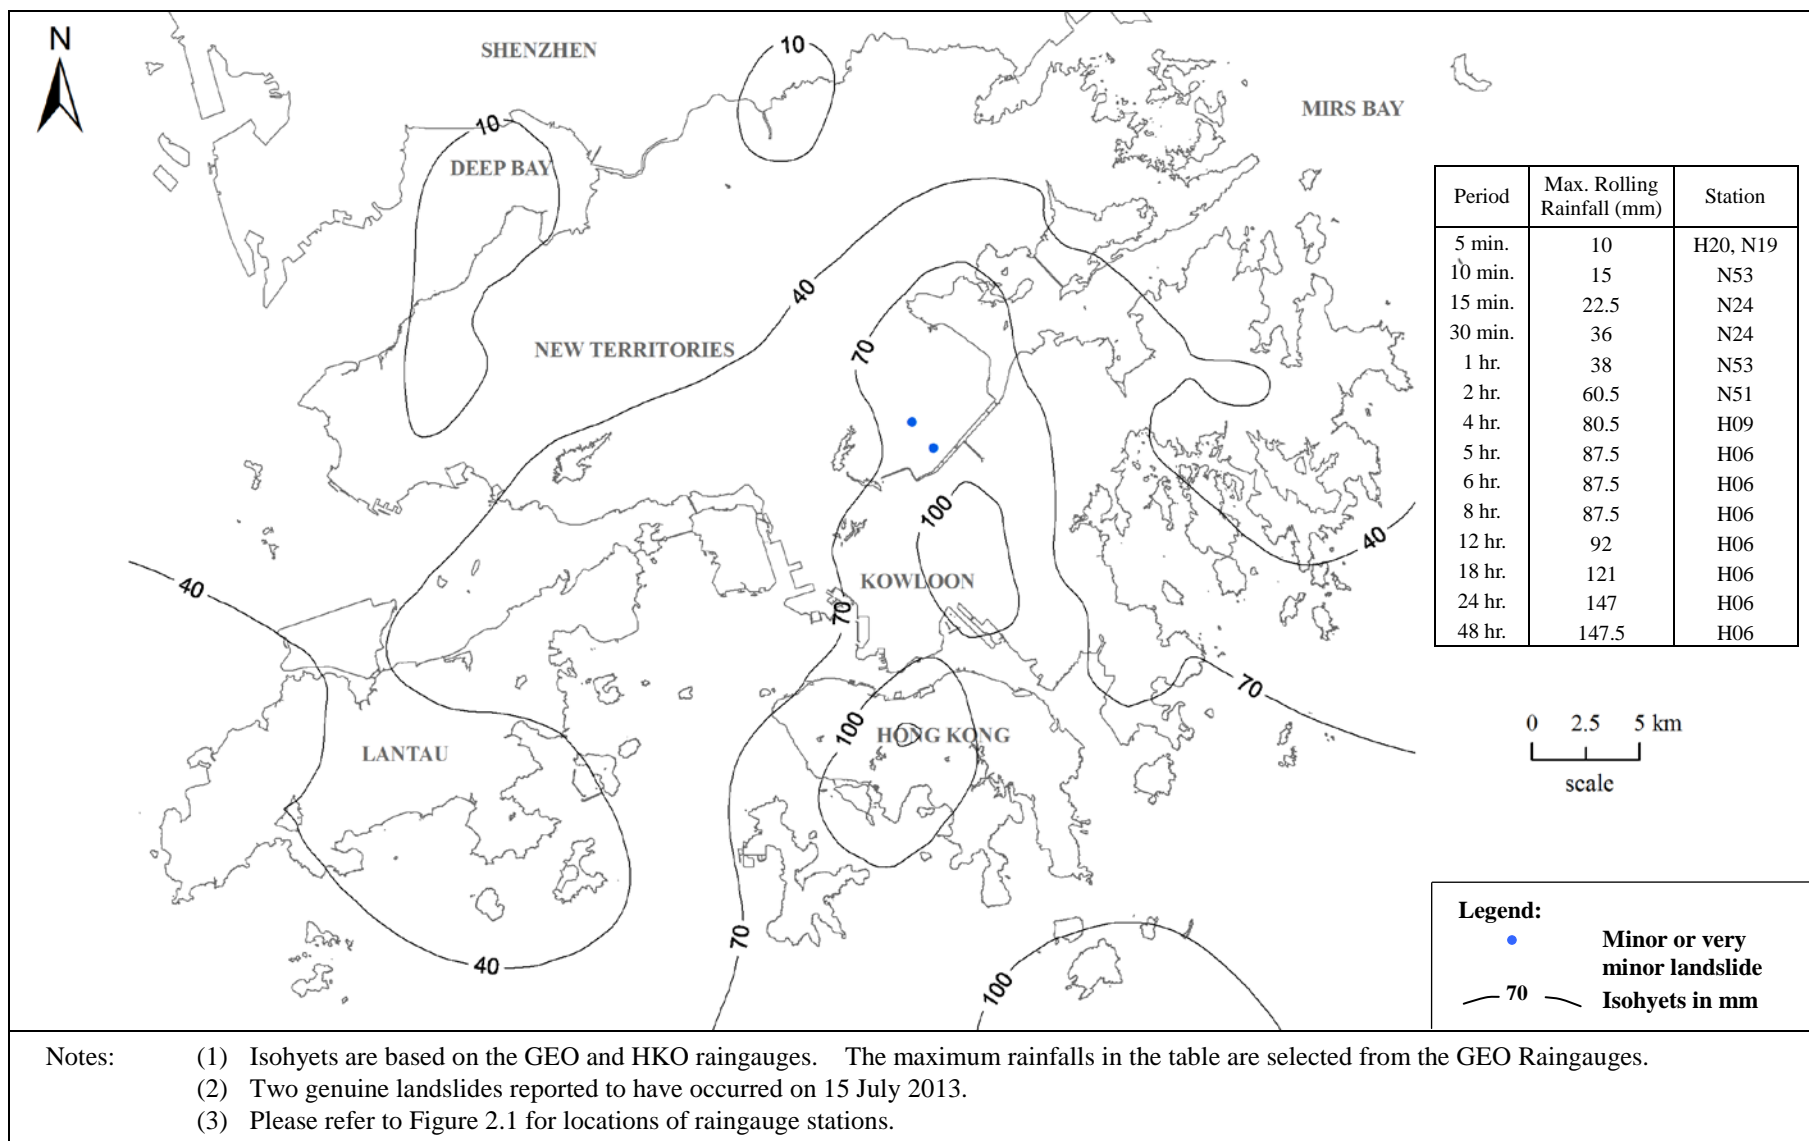 N
SHENZHEN
10
MIRS BAY
10
DEEP BAY
40
NEW TERRITORIES
70
100
40
KOWLOON
40
70
70
100
HONG KONG
LANTAU
40
70
100
Period Max. Rolling Rainfall (mm) Station
5 min. 10 H20, N19
10 min. 15 N53
15 min. 22.5 N24
30 min. 36 N24
1 hr. 38 N53
2 hr. 60.5 N51
4 hr. 80.5 H09
5 hr. 87.5 H06
6 hr. 87.5 H06
8 hr. 87.5 H06
12 hr. 92 H06
18 hr. 121 H06
24 hr. 147 H06
48 hr. 147.5 H06
0 2.5 5 km
scale
Legend:
Minor or very
minor landslide
70 Isohyets in mm
Notes: (1) Isohyets are based on the GEO and HKO raingauges. The maximum rainfalls in the table are selected from the GEO Raingauges.
(2) Two genuine landslides reported to have occurred on 15 July 2013.
(3) Please refer to Figure 2.1 for locations of raingauge stations.